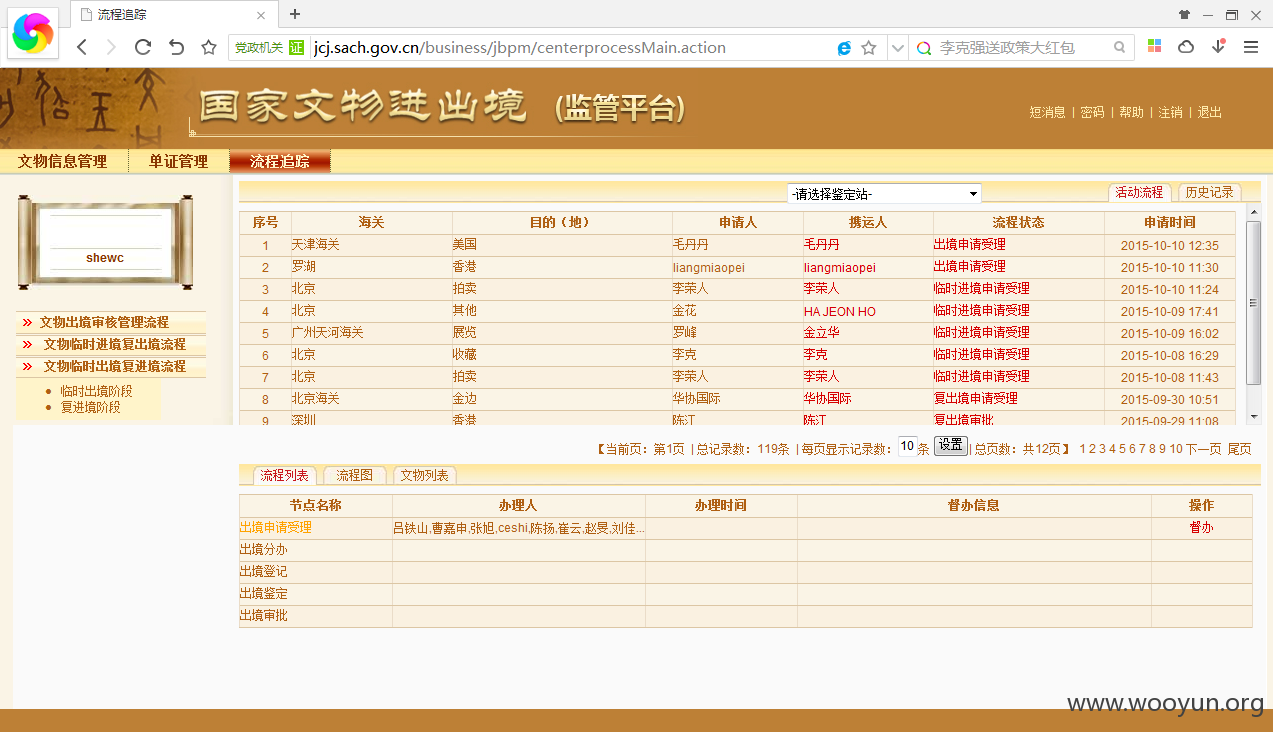 流程追踪
党政机关 证 jcj.sach.gov.cn/business/jbpm/centerprocessMain.action 李克强送政策大红包
国家文物进出境 (监管平台)
短消息 | 密码 | 帮助 | 注销 | 退出
文物信息管理 单证管理 流程追踪
shewc
文物出境审核管理流程
文物临时进境复出境流程
文物临时出境复进境流程
临时出境阶段
复进境阶段
-请选择鉴定站- 活动流程 历史记录
序号 海关 目的（地） 申请人 携运人 流程状态 申请时间
1 天津海关 美国 毛丹丹 毛丹丹 出境申请受理 2015-10-10 12:35
2 罗湖 香港 liangmiaopei liangmiaopei 出境申请受理 2015-10-10 11:30
3 北京 拍卖 李荣人 李荣人 临时进境申请受理 2015-10-10 11:24
4 北京 其他 金花 HA JEON HO 临时进境申请受理 2015-10-09 17:41
5 广州天河海关 展览 罗峰 金立华 临时进境申请受理 2015-10-09 16:02
6 北京 收藏 李克 李克 临时进境申请受理 2015-10-08 16:29
7 北京 拍卖 李荣人 李荣人 临时进境申请受理 2015-10-08 11:43
8 北京海关 金边 华协国际 华协国际 复出境申请受理 2015-09-30 10:51
9 深圳 香港 陈江 陈江 复出境审批 2015-09-29 11:08
【当前页：第1页 | 总记录数：119条 | 每页显示记录数：10 条 设置 | 总页数：共12页】 1 2 3 4 5 6 7 8 9 10 下一页 尾页
流程列表 流程图 文物列表
节点名称 办理人 办理时间 督办信息 操作
出境申请受理 吕铁山,曹嘉申,张旭,ceshi,陈扬,崔云,赵旻,刘佳... 督办
出境分办
出境登记
出境鉴定
出境审批
www.wooyun.org